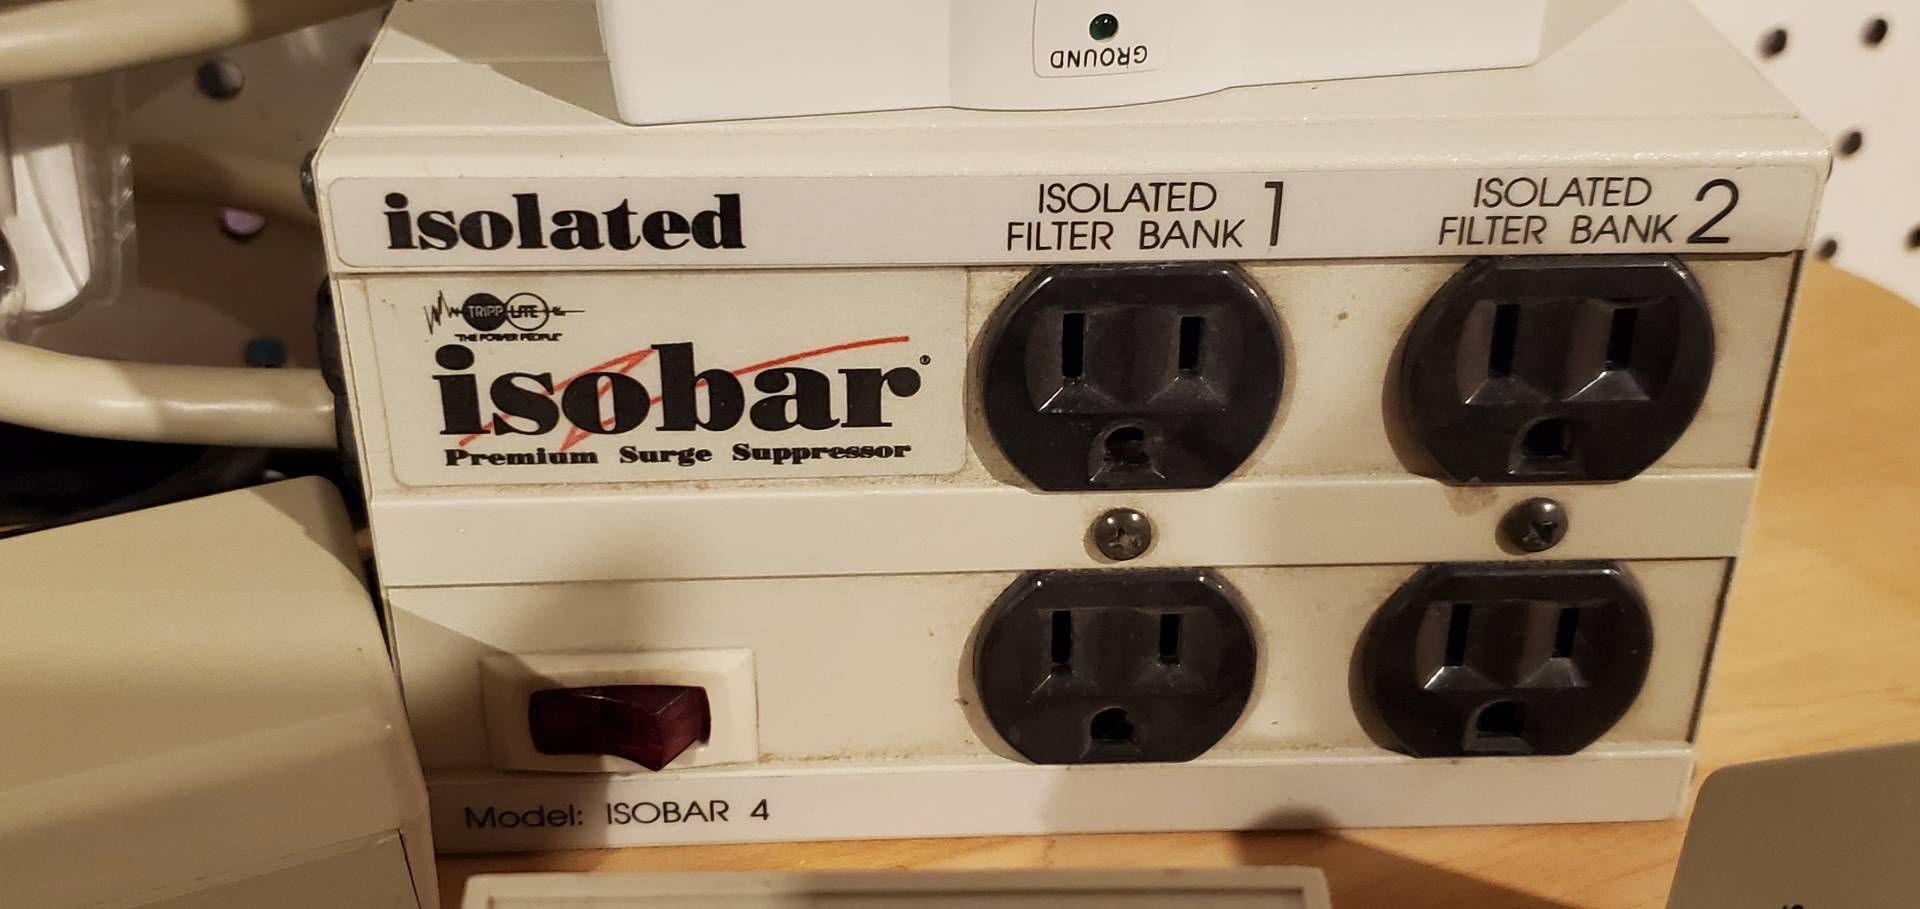 GROUND
isolated
ISOLATED
FILTER BANK 1
ISOLATED
FILTER BANK 2
TRIPP LITE
"THE POWER PEOPLE"
isobar®
Premium Surge Suppressor
Model: ISOBAR 4